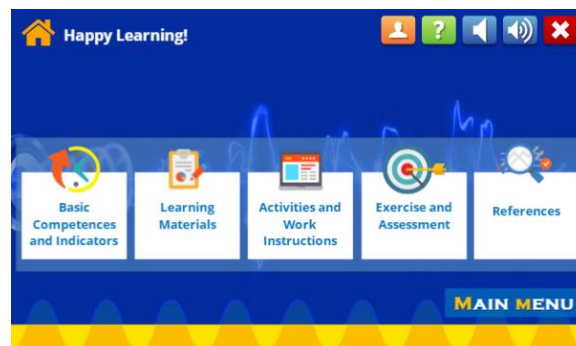 Happy Learning!
?
Basic
Competences
and Indicators
Learning
Materials
Activities and
Work
Instructions
Exercise and
Assessment
References
MAIN MENU